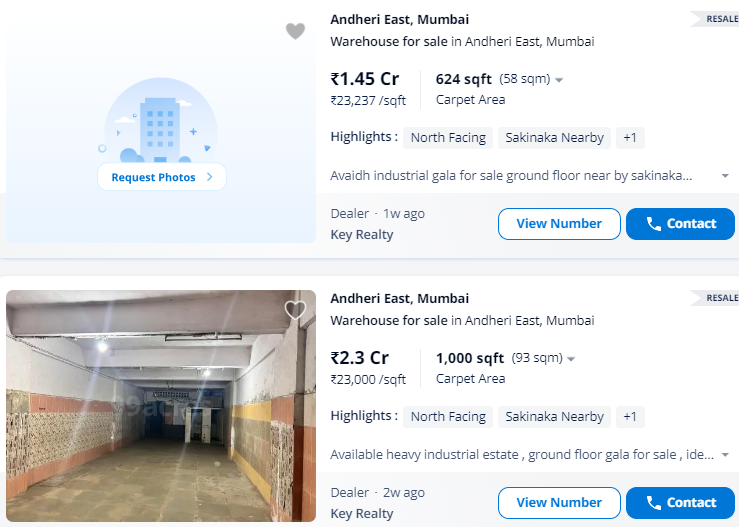 Andheri East, Mumbai
RESALE
Warehouse for sale in Andheri East, Mumbai
₹1.45 Cr
624 sqft (58 sqm)
₹23,237 /sqft
Carpet Area
Highlights :
North Facing
Sakinaka Nearby
+1
Request Photos
Avaidh industrial gala for sale ground floor near by sakinaka...
Dealer · 1w ago
Key Realty
View Number
Contact
Andheri East, Mumbai
RESALE
Warehouse for sale in Andheri East, Mumbai
₹2.3 Cr
1,000 sqft (93 sqm)
₹23,000 /sqft
Carpet Area
Highlights :
North Facing
Sakinaka Nearby
+1
99acres
Available heavy industrial estate , ground floor gala for sale , ide...
Dealer · 2w ago
Key Realty
View Number
Contact